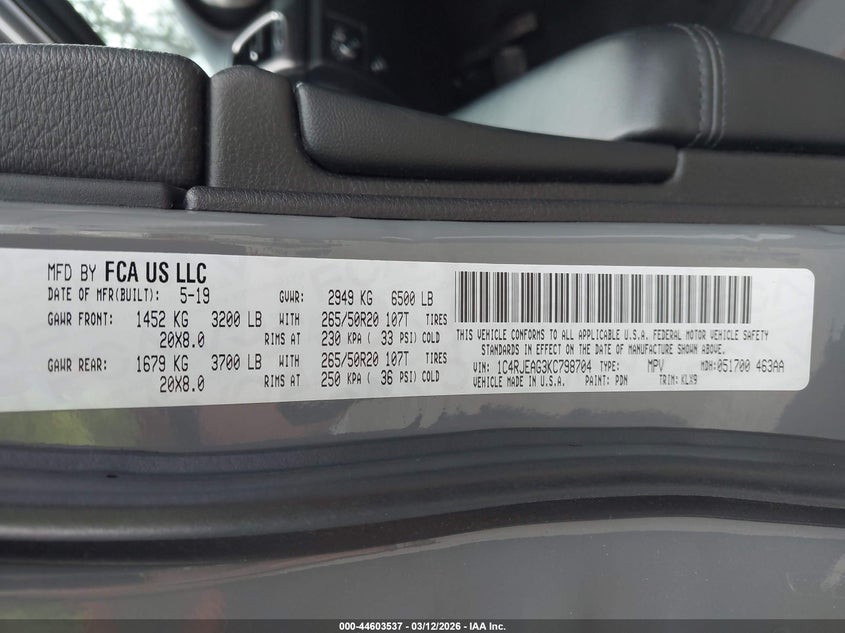 MFD BY FCA US LLC
DATE OF MFR(BUILT): 5-19 GVWR: 2949 KG 6500 LB
GAWR FRONT: 1452 KG 3200 LB WITH 265/50R20 107T TIRES
20X8.0 RIMS AT 230 KPA ( 33 PSI) COLD
GAWR REAR: 1679 KG 3700 LB WITH 265/50R20 107T TIRES
20X8.0 RIMS AT 250 KPA ( 36 PSI) COLD
THIS VEHICLE CONFORMS TO ALL APPLICABLE U.S.A. FEDERAL MOTOR VEHICLE SAFETY
STANDARDS IN EFFECT ON THE DATE OF MANUFACTURE SHOWN ABOVE.
VIN: 1C4RJEAG3KC798704 TYPE: MPV MDH:051700 463AA
VEHICLE MADE IN U.S.A. PAINT: PDN TRIM: KLX9
000-44603537 - 03/12/2026 - IAA Inc.